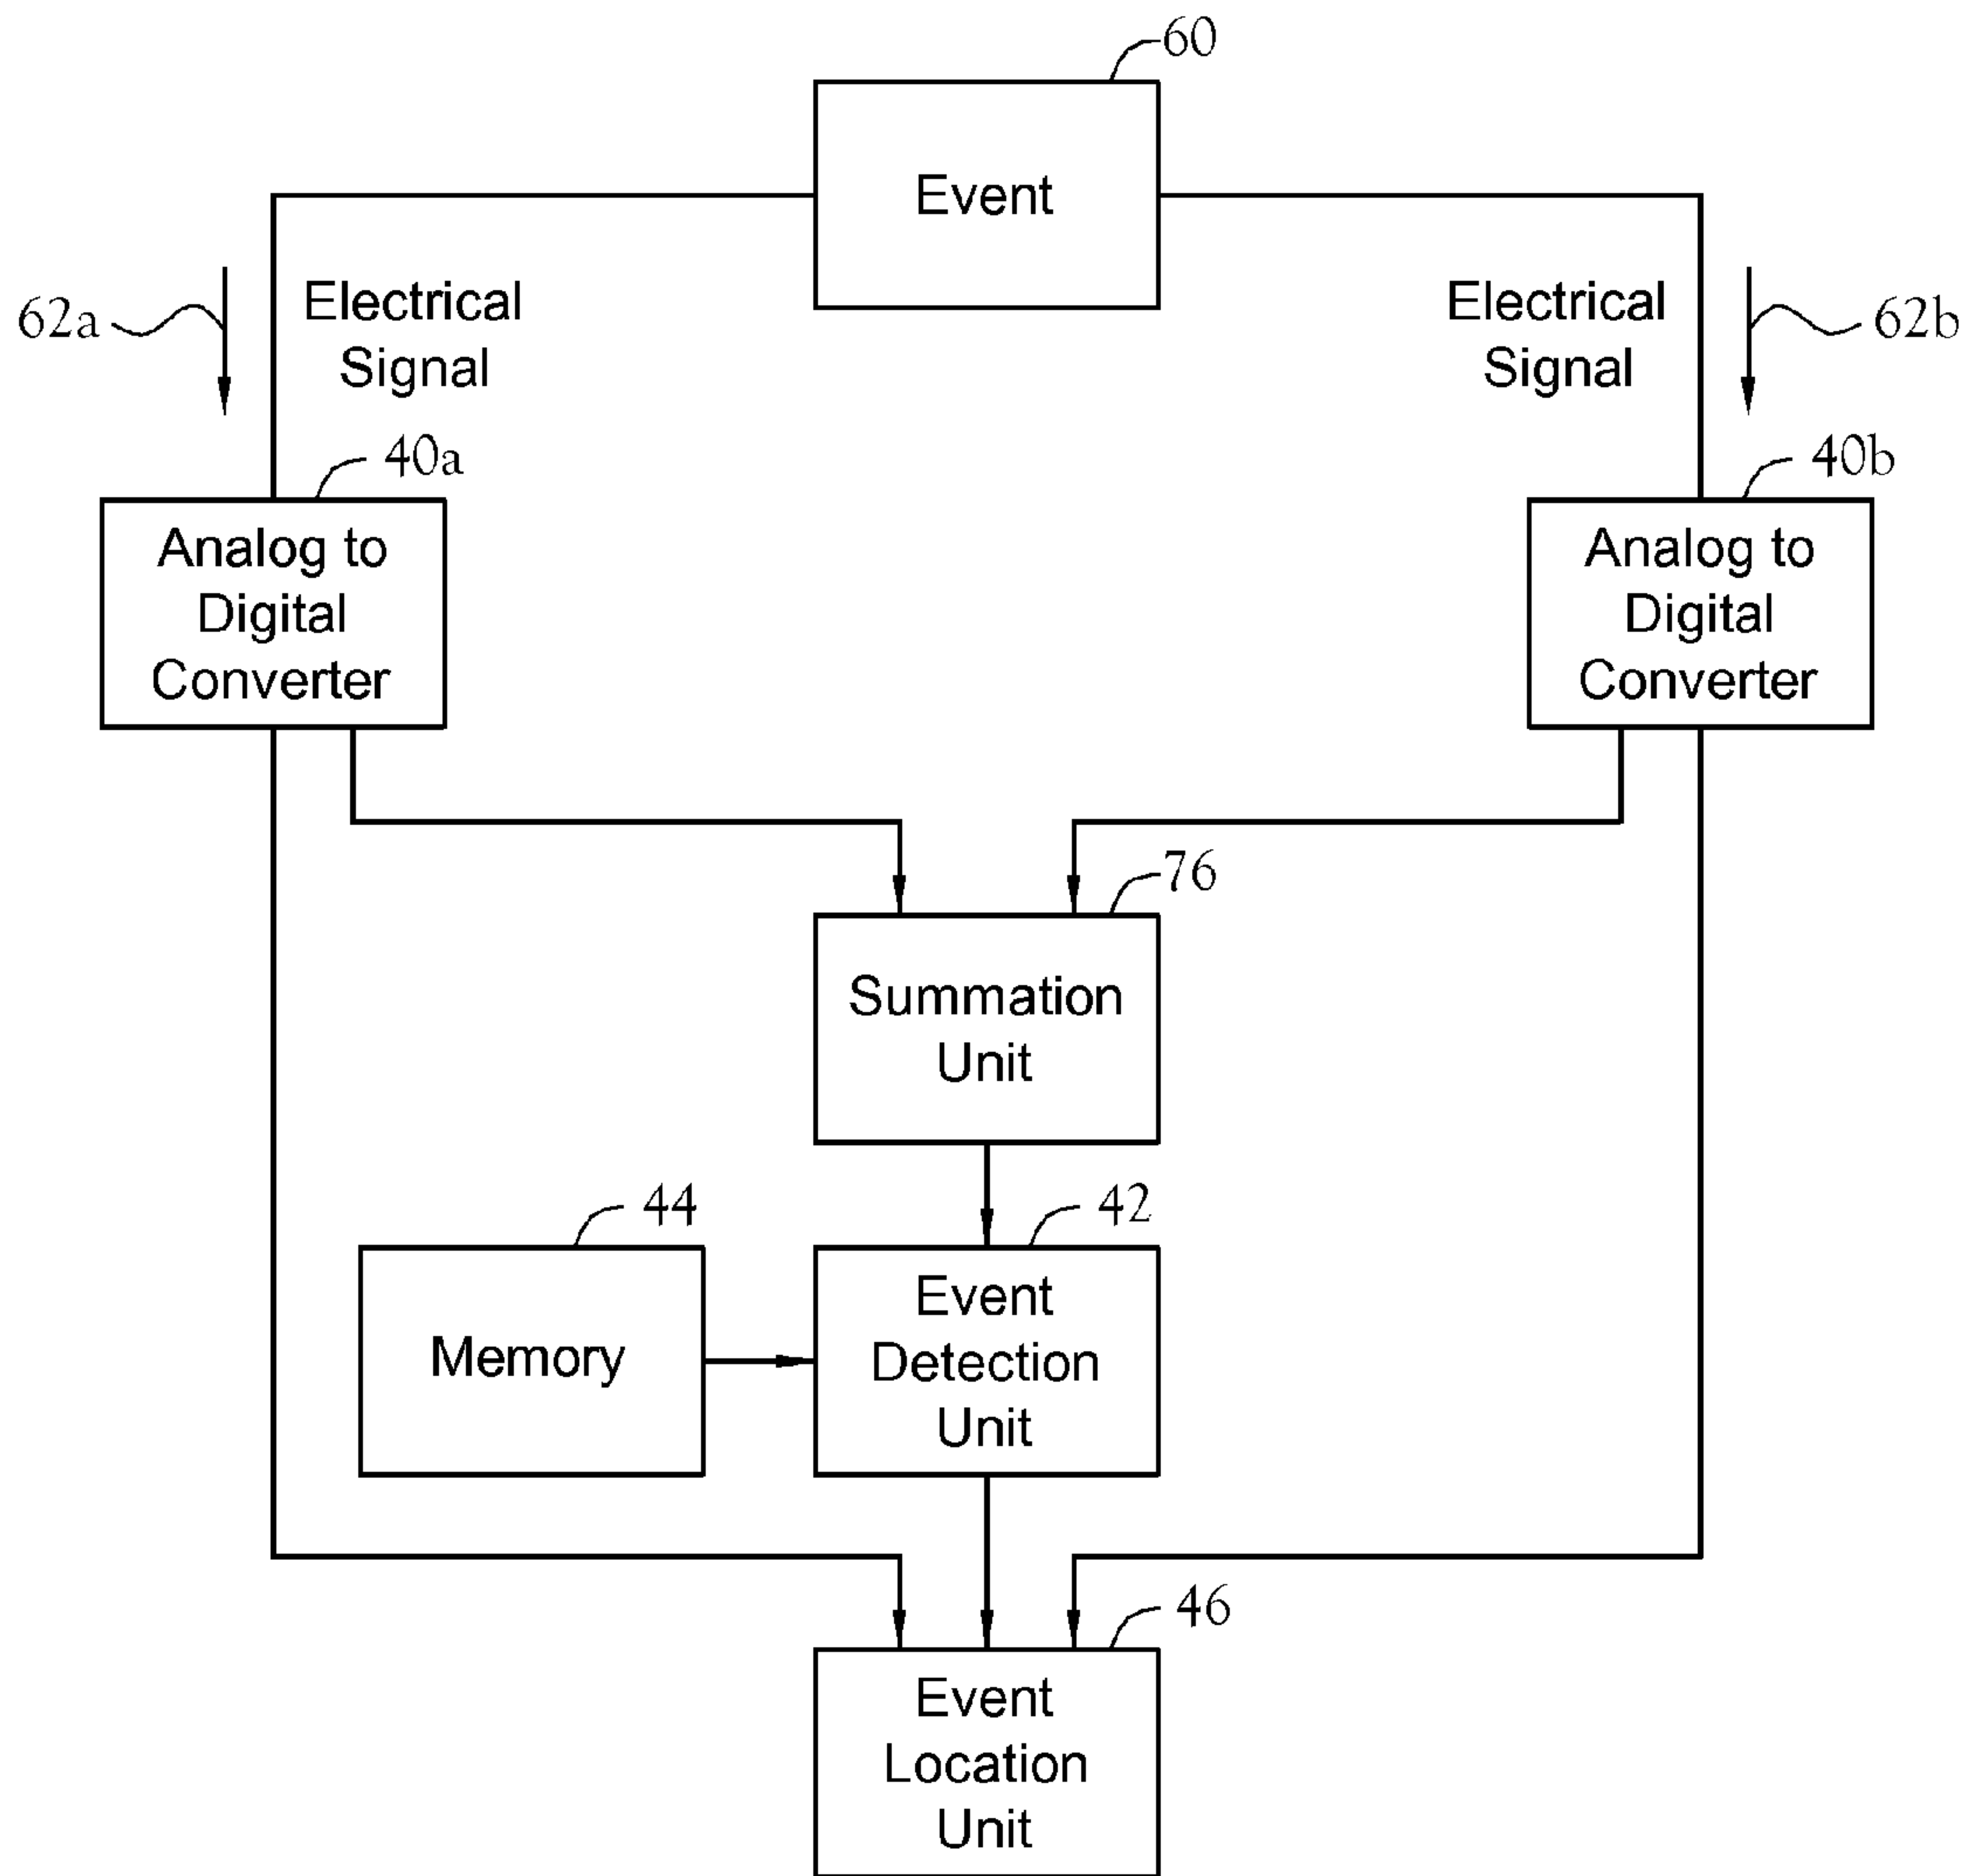 60
Event
62a
Electrical
Signal
Electrical
Signal
62b
40a
40b
Analog to
Digital
Converter
Analog to
Digital
Converter
76
Summation
Unit
44
42
Memory
Event
Detection
Unit
46
Event
Location
Unit